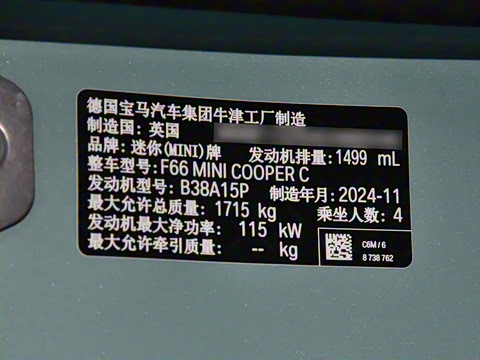 德国宝马汽车集团牛津工厂制造
制造国: 英国
品牌: 迷你(MINI)牌 发动机排量: 1499 mL
整车型号: F66 MINI COOPER C
发动机型号: B38A15P 制造年月: 2024-11
最大允许总质量: 1715 kg 乘坐人数: 4
发动机最大净功率: 115 kW
最大允许牵引质量: -- kg
C6M / 6
8 738 762